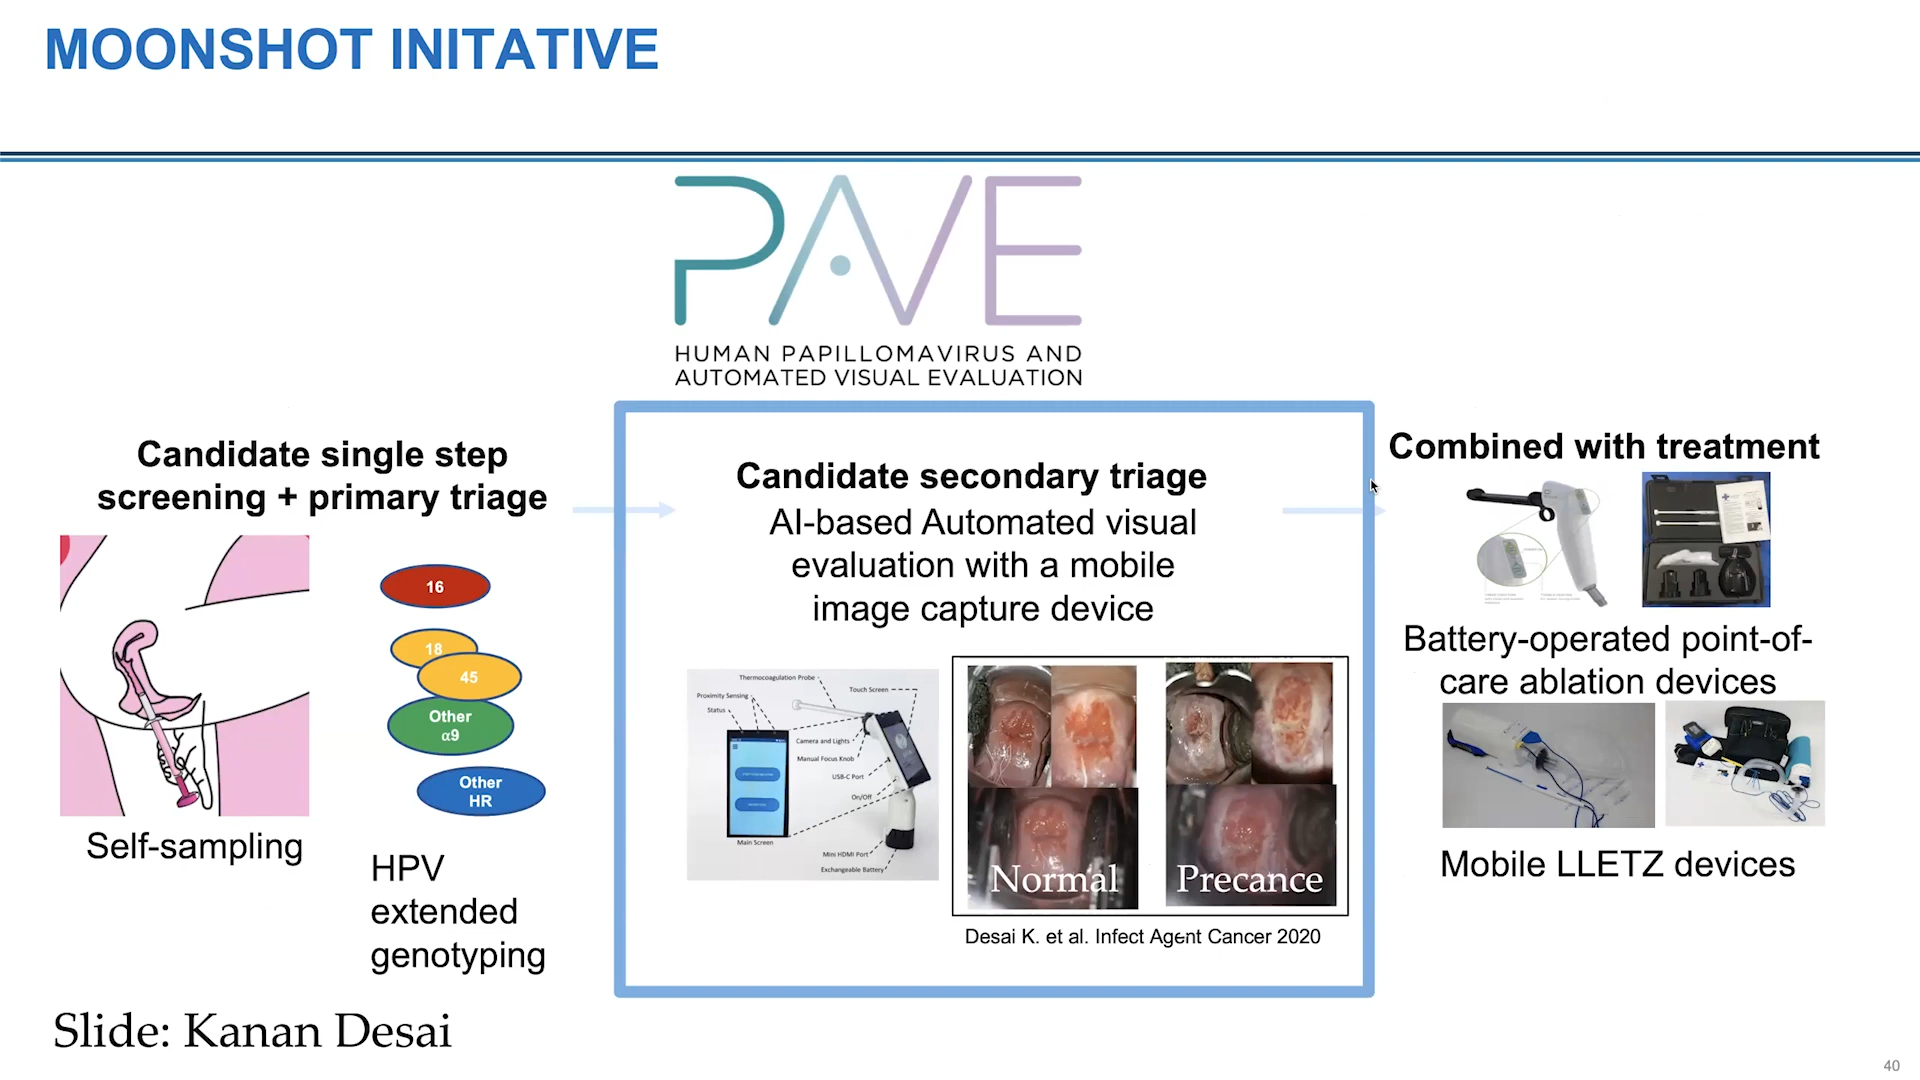 MOONSHOT INITATIVE
PAVE
HUMAN PAPILLOMAVIRUS AND
AUTOMATED VISUAL EVALUATION
Candidate single step
screening + primary triage
16
18
45
Other
α9
Other
HR
Self-sampling
HPV
extended
genotyping
Candidate secondary triage
AI-based Automated visual
evaluation with a mobile
image capture device
Thermocoagulation Probe
Touch Screen
Proximity Sensing
Status
Camera and Lights
Manual Focus Knob
USB-C Port
On/Off
Main Screen
Mini HDMI Port
Exchangeable Battery
Normal
Precance
Desai K. et al. Infect Agent Cancer 2020
Combined with treatment
Battery-operated point-of-
care ablation devices
Mobile LLETZ devices
Slide: Kanan Desai
40